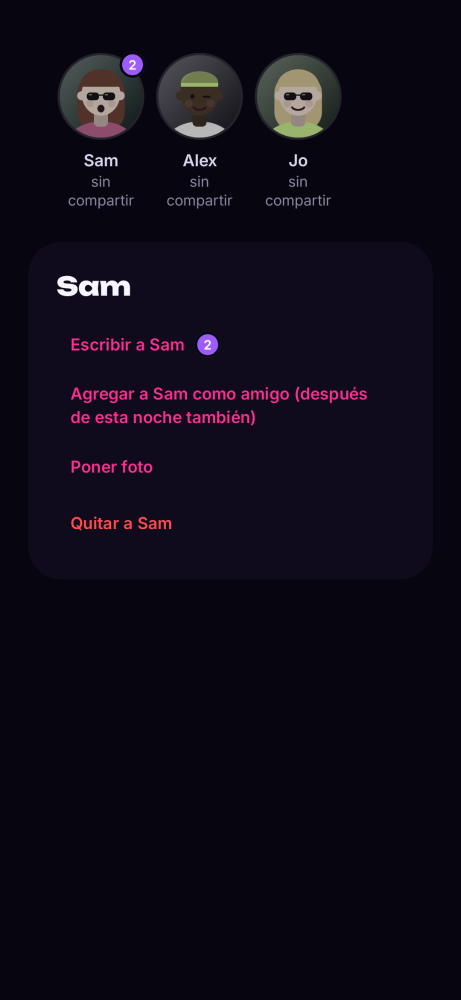 2
Sam
sin
compartir
Alex
sin
compartir
Jo
sin
compartir
Sam
Escribir a Sam 2
Agregar a Sam como amigo (después
de esta noche también)
Poner foto
Quitar a Sam